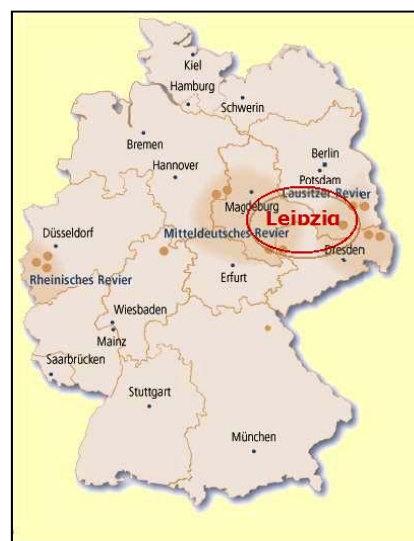 Kiel
Hamburg
Schwerin
Bremen
Hannover
Berlin
Potsdam
Lausitzer Revier
Magdeburg
Leipzig
Düsseldorf
Mitteldeutsches Revier
Dresden
Rheinisches Revier
Erfurt
Wiesbaden
Mainz
Saarbrücken
Stuttgart
München